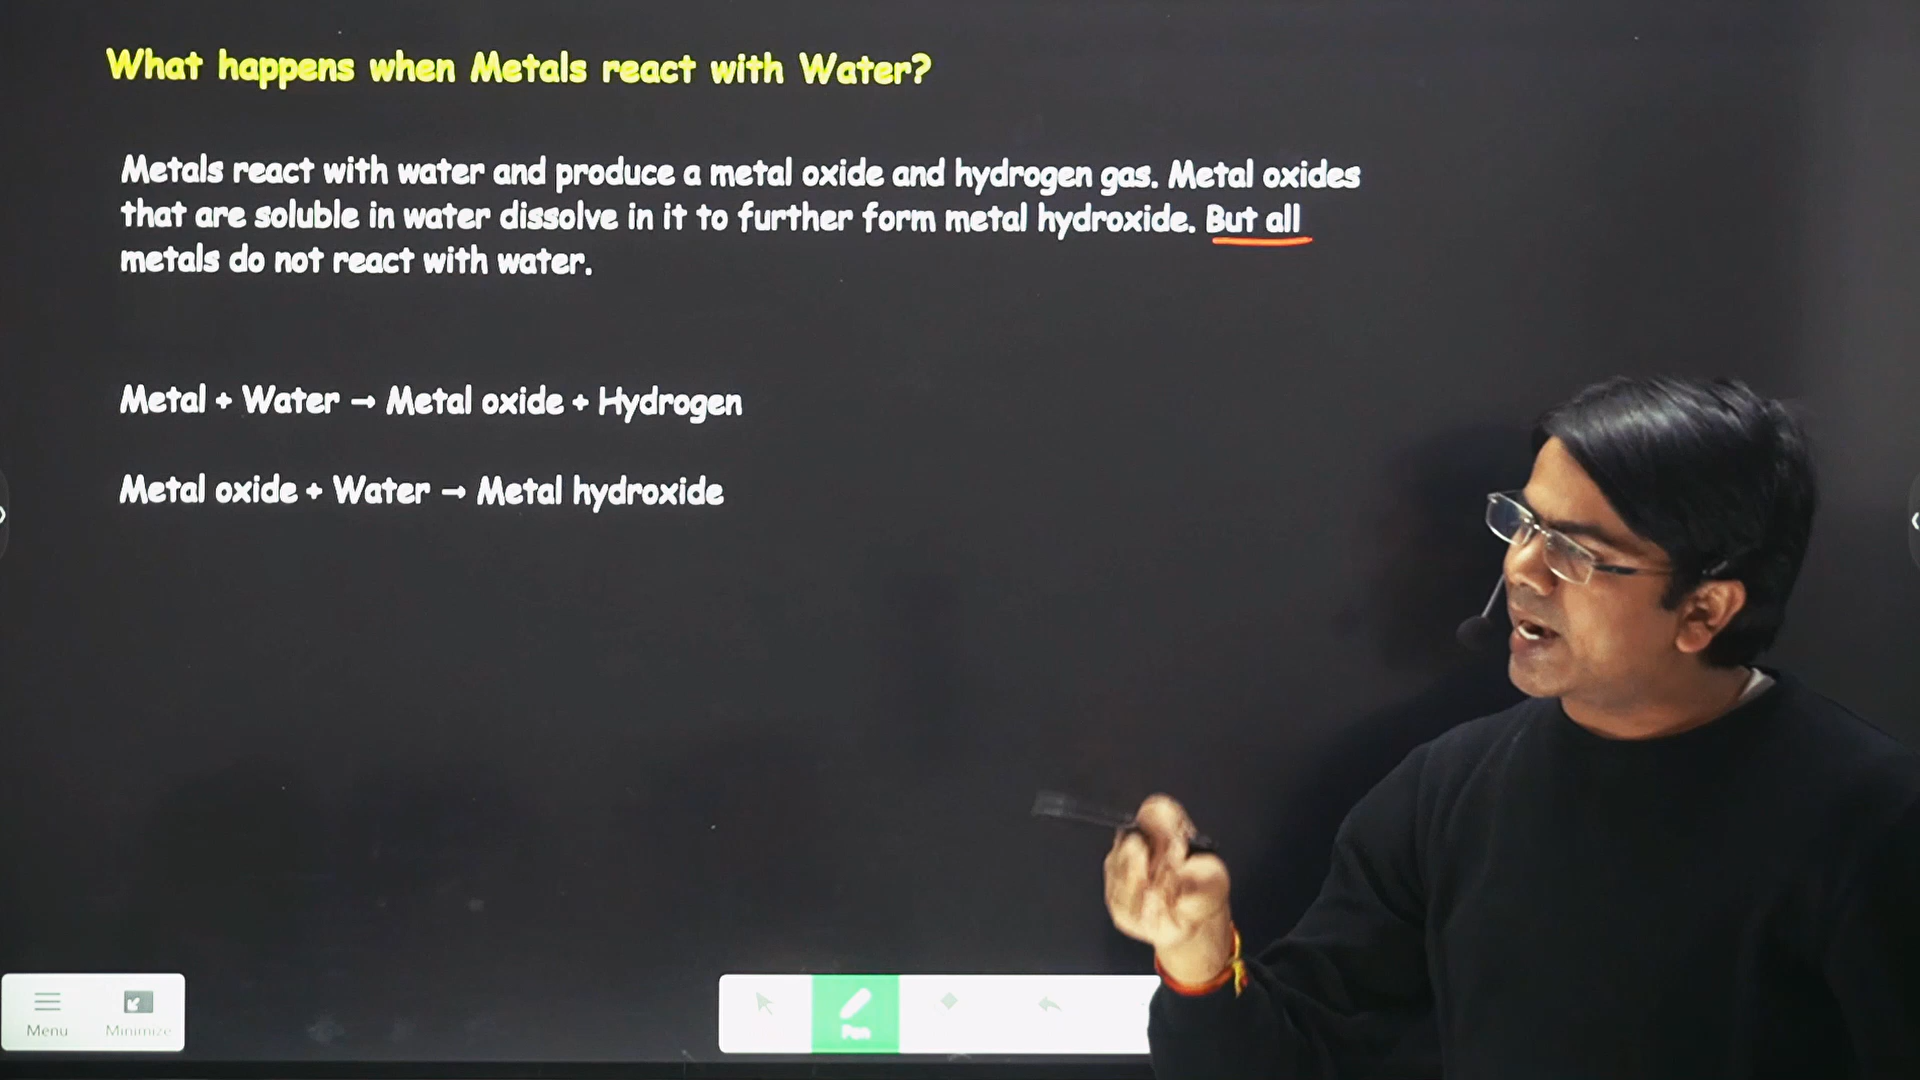 What happens when Metals react with Water?
Metals react with water and produce a metal oxide and hydrogen gas. Metal oxides
that are soluble in water dissolve in it to further form metal hydroxide. But all
metals do not react with water.
Metal + Water → Metal oxide + Hydrogen
Metal oxide + Water → Metal hydroxide
Menu
Minimize
Pen